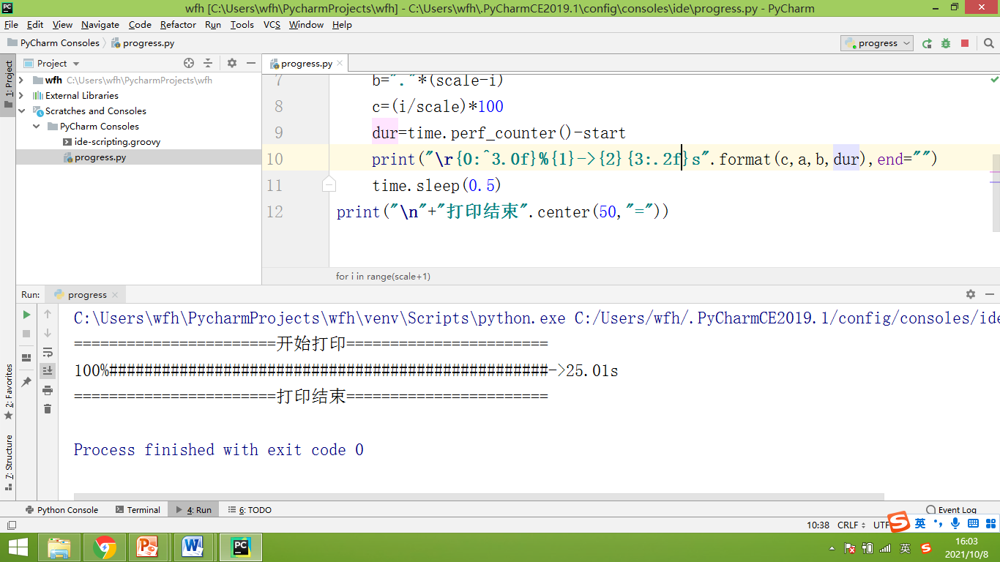 wfh [C:\Users\wfh\PycharmProjects\wfh] - C:\Users\wfh\.PyCharmCE2019.1\config\consoles\ide\progress.py - PyCharm
File Edit View Navigate Code Refactor Run Tools VCS Window Help
PyCharm Consoles progress.py progress
1: Project
Project
progress.py
wfh C:\Users\wfh\PycharmProjects\wfh
External Libraries
Scratches and Consoles
PyCharm Consoles
ide-scripting.groovy
progress.py
7 b="."*(scale-i)
8 c=(i/scale)*100
9 dur=time.perf_counter()-start
10 print("\r{0:^3.0f}%{1}->{2}{3:.2f}s".format(c,a,b,dur),end="")
11 time.sleep(0.5)
12 print("\n"+"打印结束".center(50,"="))
for i in range(scale+1)
Run: progress
C:\Users\wfh\PycharmProjects\wfh\venv\Scripts\python.exe C:/Users/wfh/.PyCharmCE2019.1/config/consoles/ide
=======================开始打印=======================
100%##################################################->25.01s
=======================打印结束=======================
Process finished with exit code 0
2: Favorites
7: Structure
Python Console Terminal 4: Run 6: TODO Event Log
10:38 CRLF UTF
英
PC
英
16:03
2021/10/8